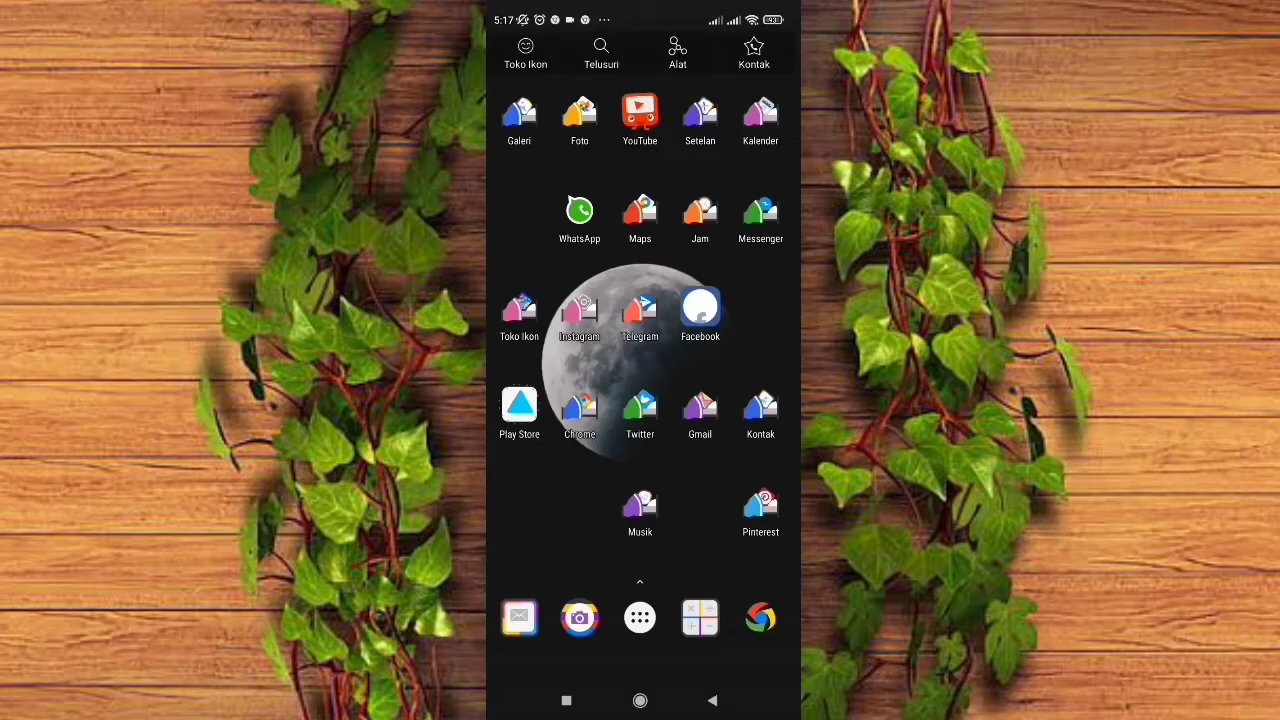 5:17
93
Toko Ikon Telusuri Alat Kontak
Galeri Foto YouTube Setelan Kalender
WhatsApp Maps Jam Messenger
Toko Ikon Instagram Telegram Facebook
Play Store Chrome Twitter Gmail Kontak
Musik Pinterest